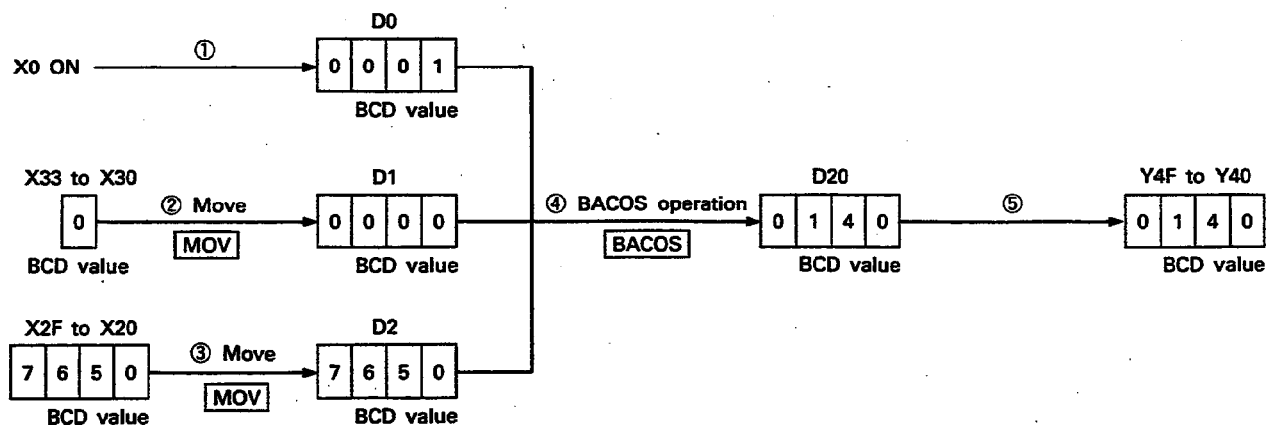 D0
X0 ON ① 0 0 0 1
BCD value
X33 to X30 ② Move D1 ④ BACOS operation D20 ⑤ Y4F to Y40
0 MOV 0 0 0 0 BACOS 0 1 4 0 0 1 4 0
BCD value BCD value BCD value BCD value
X2F to X20 ③ Move D2
7 6 5 0 MOV 7 6 5 0
BCD value BCD value